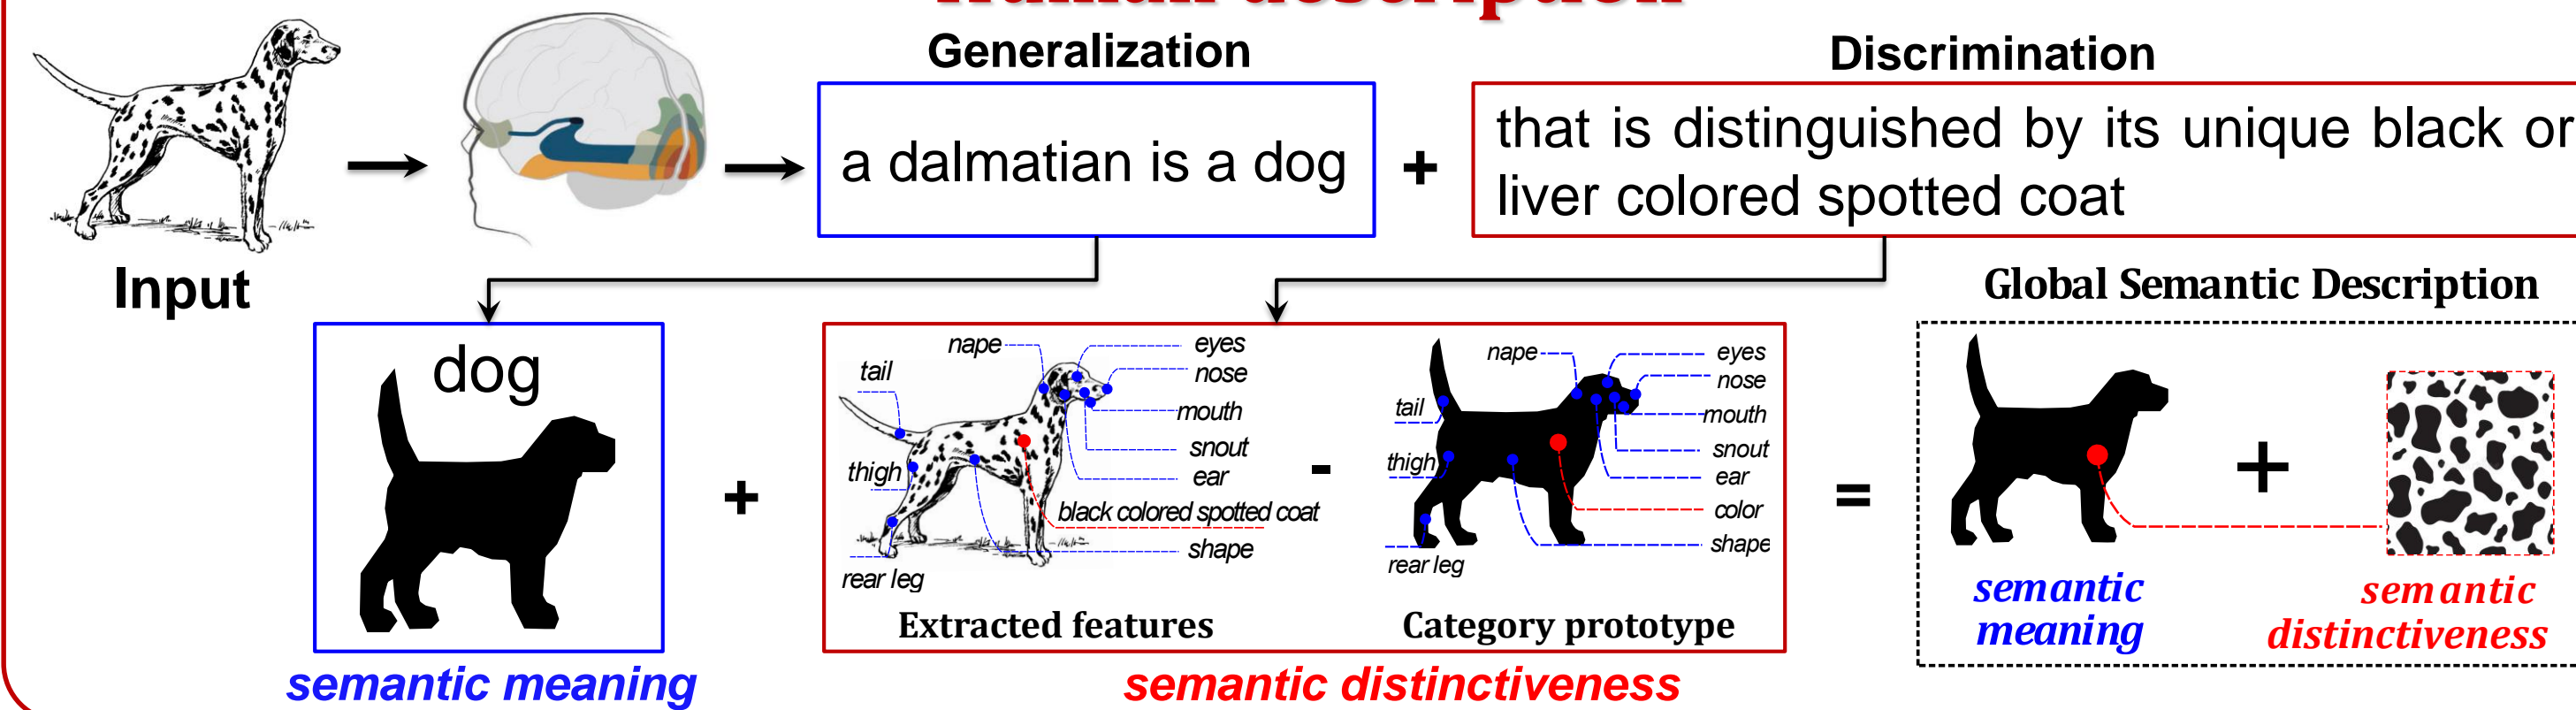 Human description
Generalization
Discrimination
a dalmatian is a dog
+
that is distinguished by its unique black or
liver colored spotted coat
Input
Global Semantic Description
dog
+
nape
eyes
tail
nose
mouth
snout
thigh
ear
black colored spotted coat
shape
rear leg
Extracted features
-
nape
eyes
nose
tail
mouth
snout
thigh
ear
color
shape
rear leg
Category prototype
=
+
semantic
meaning
semantic
distinctiveness
semantic meaning
semantic distinctiveness